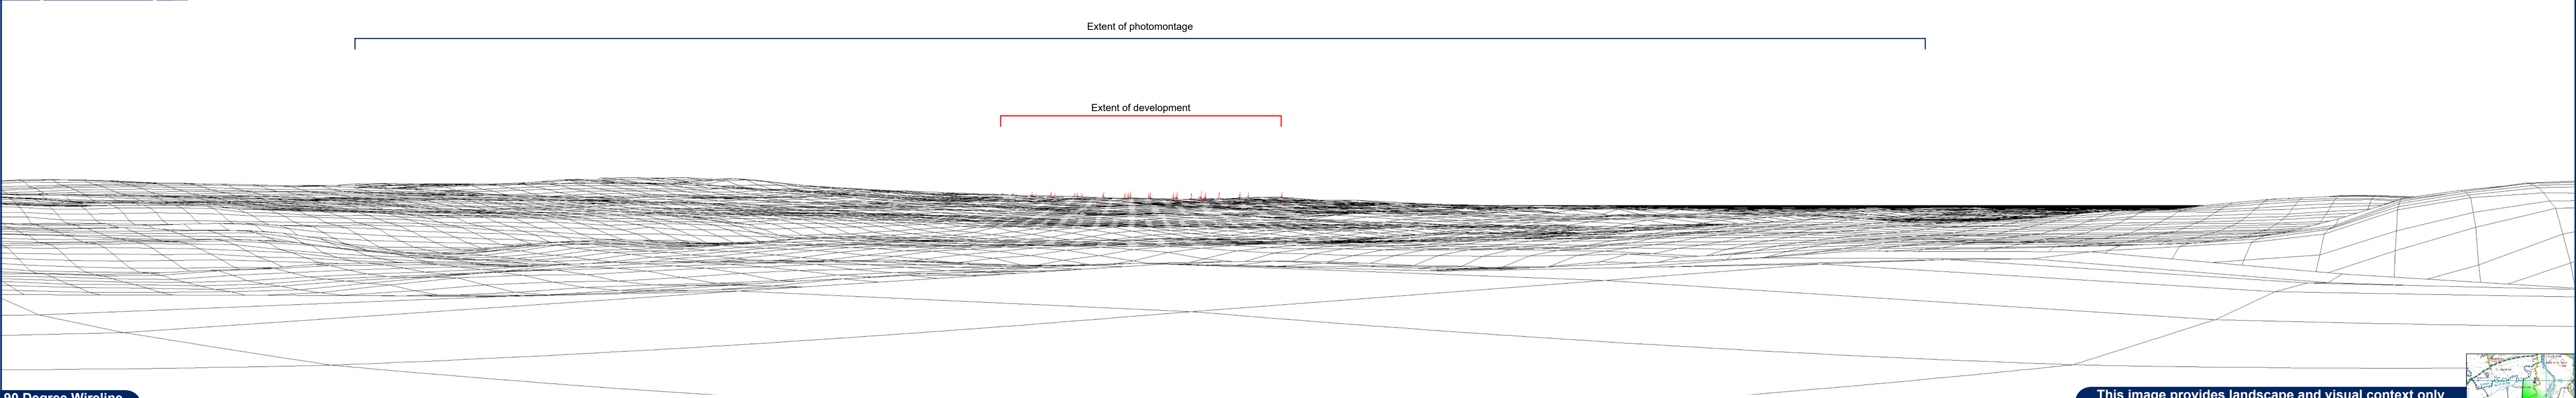 Extent of photomontage
Extent of development
90 Degree Wireline
This image provides landscape and visual context only